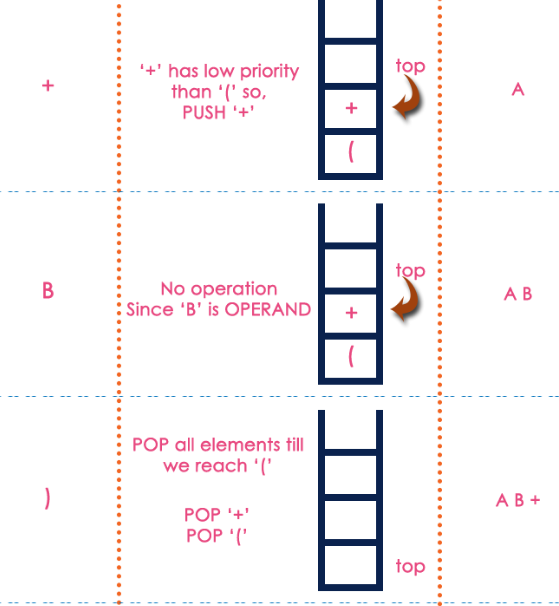 +
'+' has low priority
than '(' so,
PUSH '+'
top
+
(
A
B
No operation
Since 'B' is OPERAND
top
+
(
A B
)
POP all elements till
we reach '('
POP '+'
POP '('
top
A B +